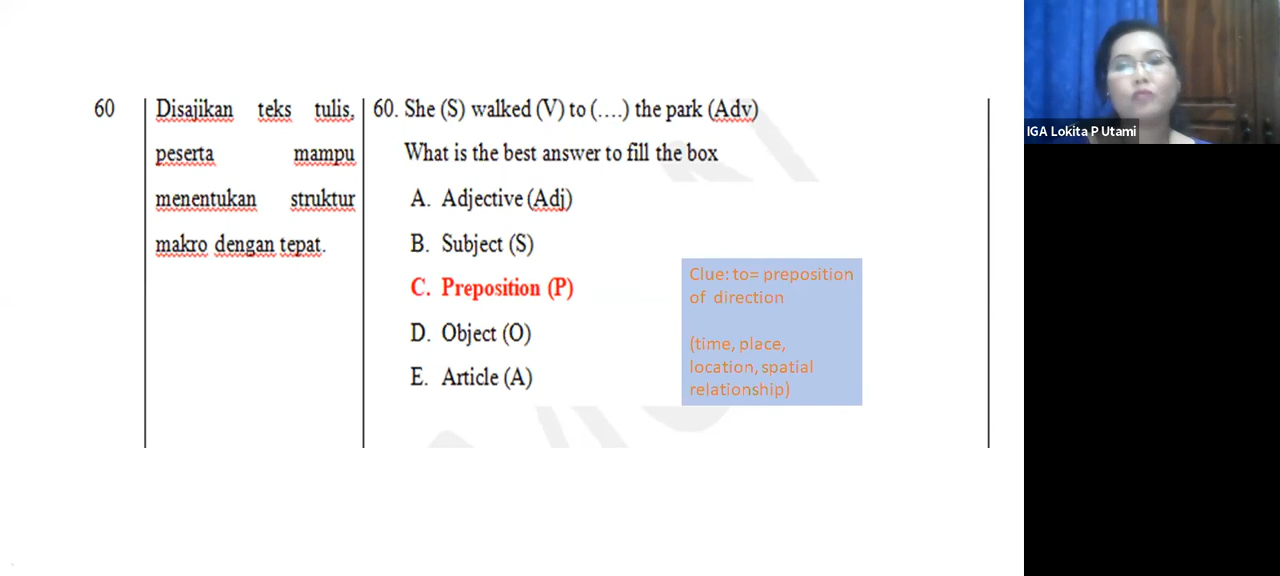 60
Disajikan teks tulis,
peserta mampu
menentukan struktur
makro dengan tepat.
60. She (S) walked (V) to (....) the park (Adv)
What is the best answer to fill the box
A. Adjective (Adj)
B. Subject (S)
C. Preposition (P)
D. Object (O)
E. Article (A)
Clue: to= preposition
of direction
(time, place,
location, spatial
relationship)
IGA Lokita P Utami